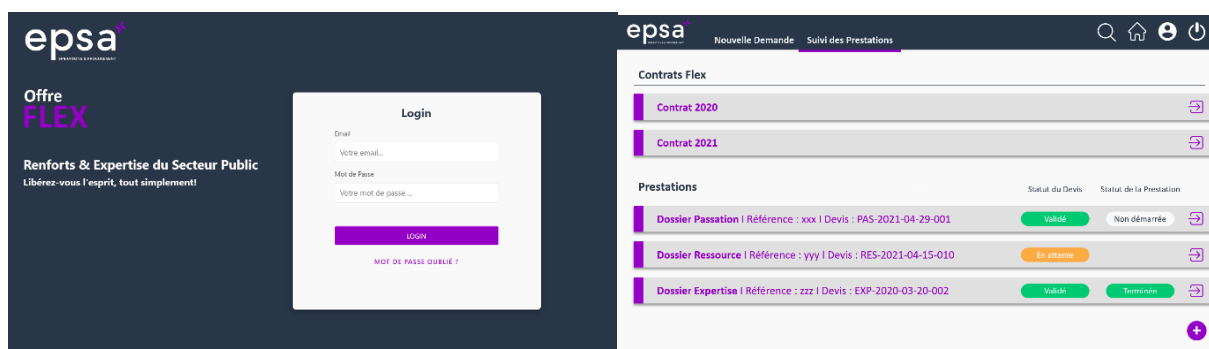 epsa
Offre
FLEX
Renforts & Expertise du Secteur Public
Libérez-vous l'esprit, tout simplement!
Login
Email
Votre email...
Mot de Passe
Votre mot de passe ...
LOGIN
MOT DE PASSE OUBLIÉ ?
epsa
Nouvelle Demande Suivi des Prestations
Contrats Flex
Contrat 2020
Contrat 2021
Prestations Statut du Devis Statut de la Prestation
Dossier Passation I Référence : xxx I Devis : PAS-2021-04-29-001 Validé Non démarrée
Dossier Ressource I Référence : yyy I Devis : RES-2021-04-15-010 En attente
Dossier Expertise I Référence : zzz I Devis : EXP-2020-03-20-002 Validé Terminée